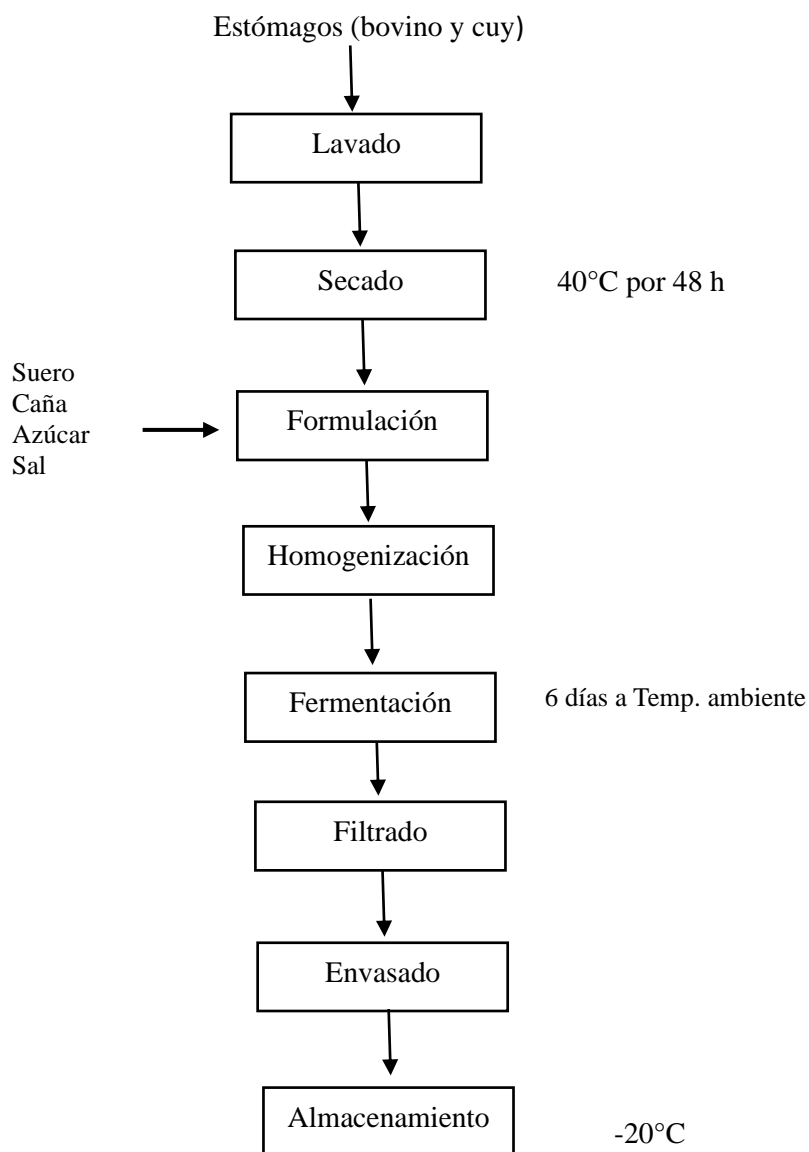 Estómagos (bovino y cuy)
Lavado
Secado
40°C por 48 h
Suero
Caña
Azúcar
Sal
Formulación
Homogenización
Fermentación
6 días a Temp. ambiente
Filtrado
Envasado
Almacenamiento
-20°C